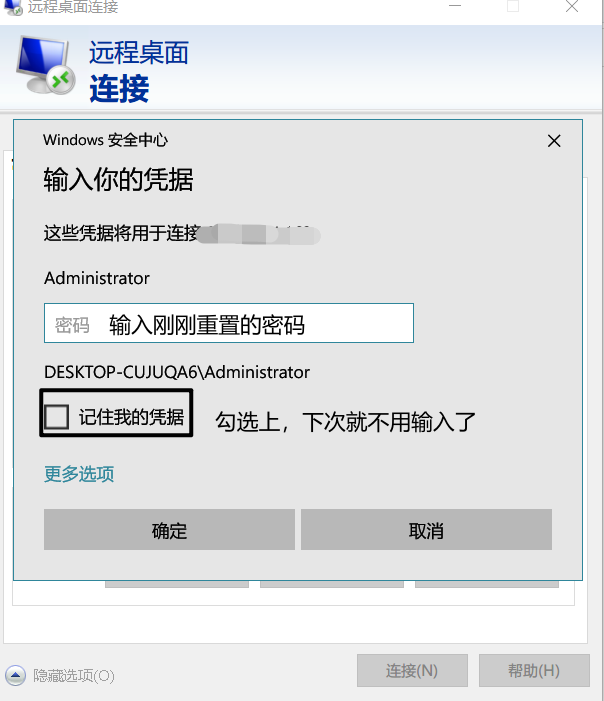 远程桌面连接
远程桌面
连接
Windows 安全中心
输入你的凭据
这些凭据将用于连接
Administrator
密码 输入刚刚重置的密码
DESKTOP-CUJUQA6\Administrator
记住我的凭据 勾选上，下次就不用输入了
更多选项
确定 取消
隐藏选项(O) 连接(N) 帮助(H)